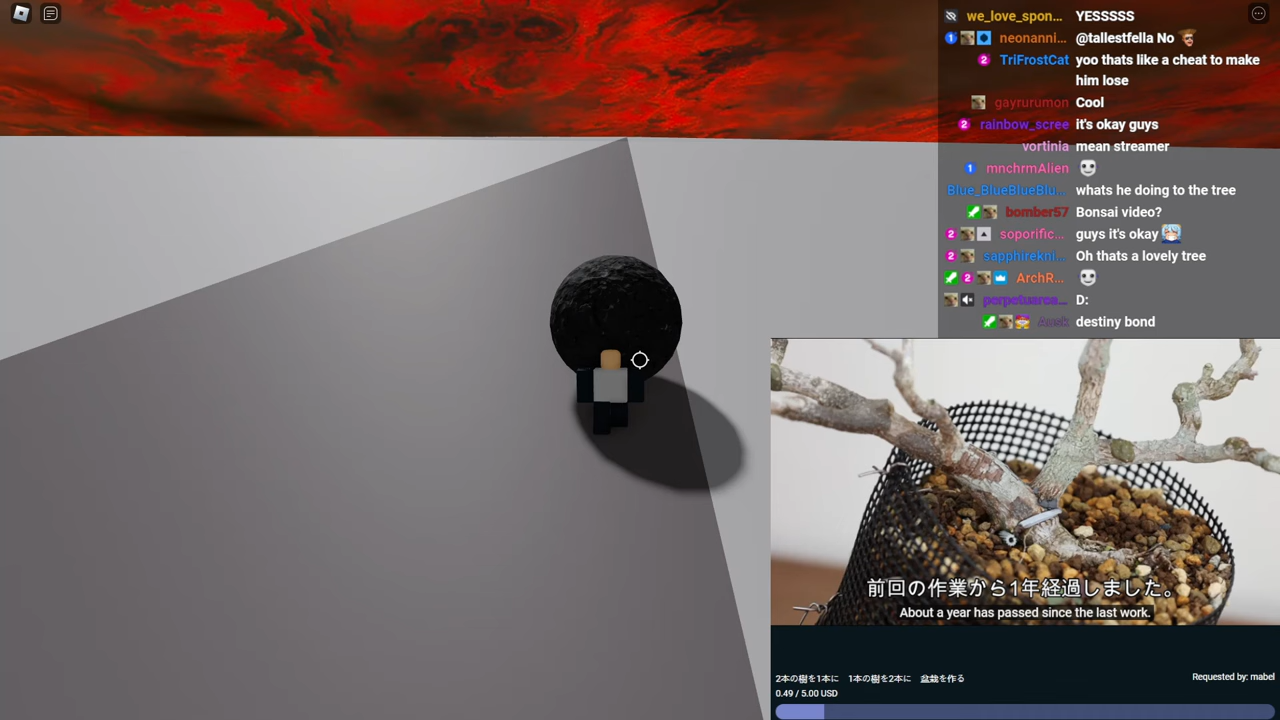 we_love_spon... YESSSSS
neonanni... @tallestfella No
TriFrostCat yoo thats like a cheat to make
him lose
gayrurumon Cool
rainbow_scree it's okay guys
vortinia mean streamer
mnchrmAlien
Blue_BlueBlueBlu... whats he doing to the tree
bomber57 Bonsai video?
soporific... guys it's okay
sapphirekni... Oh thats a lovely tree
ArchR...
perpetuarca... D:
Ausk destiny bond
前回の作業から1年経過しました。
About a year has passed since the last work.
2本の樹を1本に 1本の樹を2本に 盆栽を作る
Requested by: mabel
0.49 / 5.00 USD